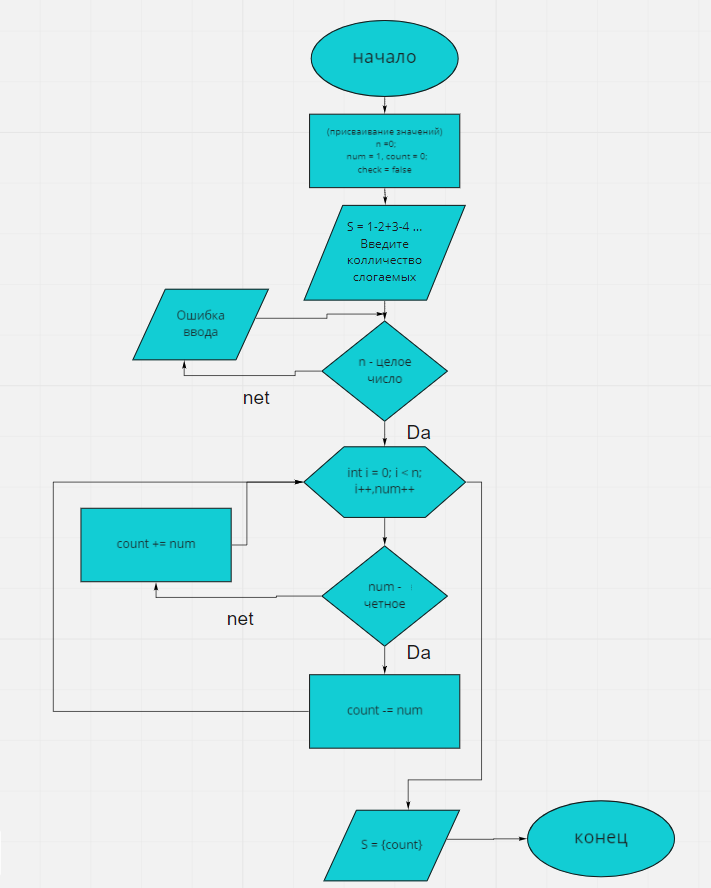 начало
(присваивание значений)
n =0;
num = 1, count = 0;
check = false
S = 1-2+3-4 ...
Введите
колличество
слогаемых
Ошибка
ввода
n - целое
число
net
Da
int i = 0; i < n;
i++,num++
count += num
num -
четное
net
Da
count -= num
S = {count}
конец